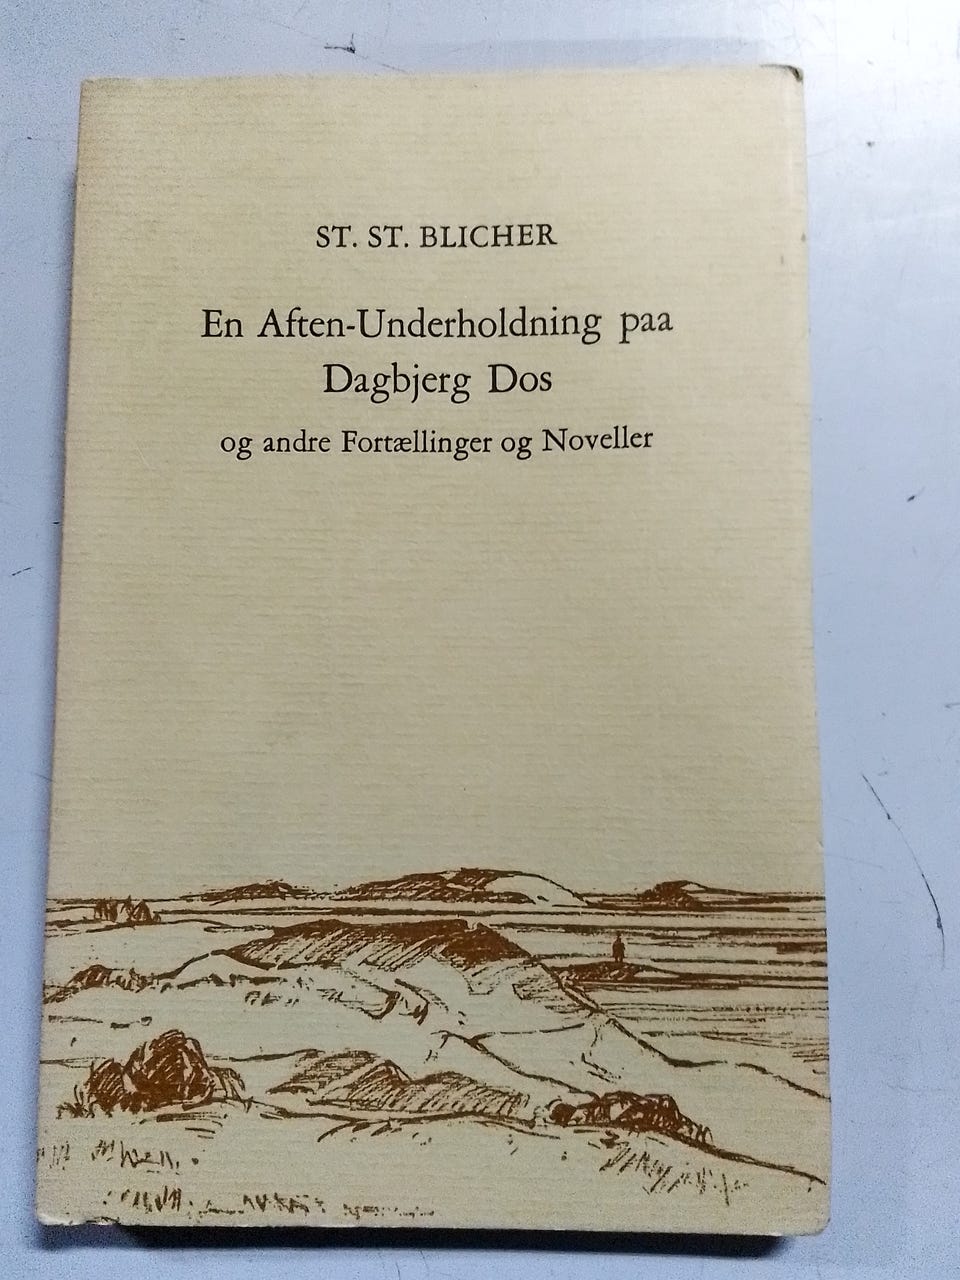 ST. ST. BLICHER
En Aften-Underholdning paa
Dagbjerg Dos
og andre Fortællinger og Noveller